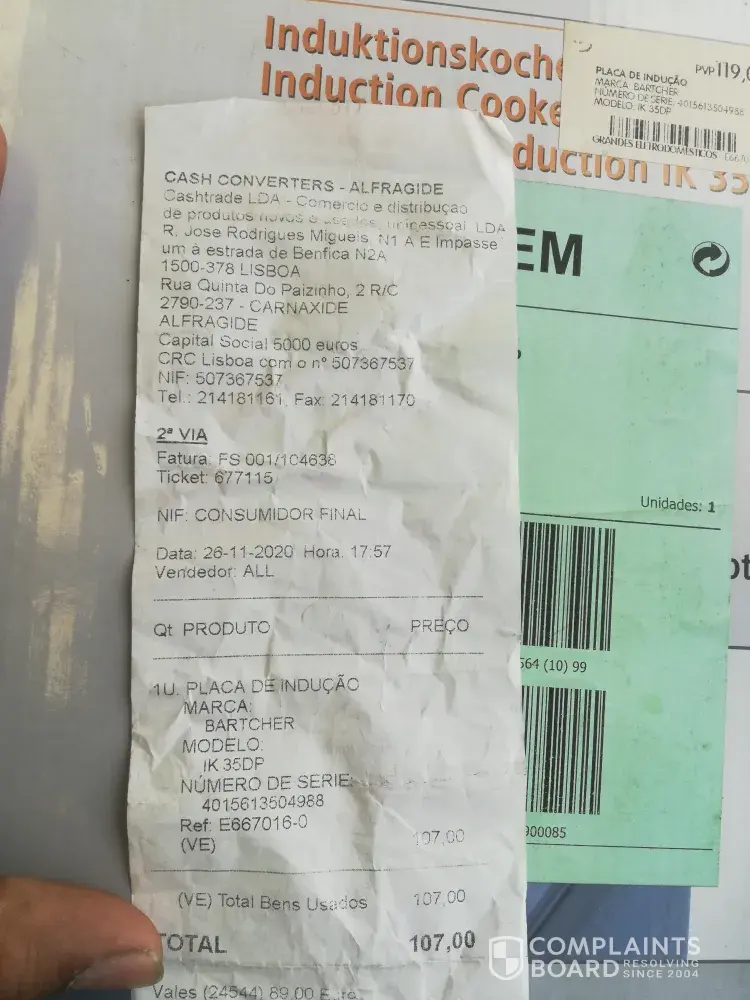 Induktionskoche
Induction Cooke
duction IK 35
PLACA DE INDUÇÃO PVP 119,0
MARCA: BARTCHER
NÚMERO DE SERIE: 4015613504988
MODELO: IK 35DP
GRANDES ELETRODOMÉSTICOS E6670
EM
Unidades: 1
564 (10) 99
900085
CASH CONVERTERS - ALFRAGIDE
Cashtrade LDA - Comercio e distribuçao
de produtos novos e usados, unipessoal LDA
R. Jose Rodrigues Migueis, N1 A E Impasse
um à estrada de Benfica N2A
1500-378 LISBOA
Rua Quinta Do Paizinho, 2 R/C
2790-237 - CARNAXIDE
ALFRAGIDE
Capital Social 5000 euros
CRC Lisboa com o nº 507367537
NIF: 507367537
Tel.: 214181161, Fax: 214181170
2ª VIA
Fatura: FS 001/104638
Ticket: 677115
NIF: CONSUMIDOR FINAL
Data: 26-11-2020 Hora: 17:57
Vendedor: ALL
Qt PRODUTO PREÇO
1U. PLACA DE INDUÇÃO
MARCA:
BARTCHER
MODELO:
IK 35DP
NÚMERO DE SERIE:
4015613504988
Ref: E667016-0
(VE) 107,00
(VE) Total Bens Usados 107,00
TOTAL 107,00
Vales (24544) 89,00
COMPLAINTS
BOARD RESOLVING
SINCE 2004